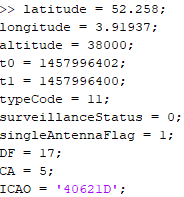 >> latitude = 52.258;
longitude = 3.91937;
altitude = 38000;
t0 = 1457996402;
t1 = 1457996400;
typeCode = 11;
surveillanceStatus = 0;
singleAntennaFlag = 1;
DF = 17;
CA = 5;
ICAO = '40621D';